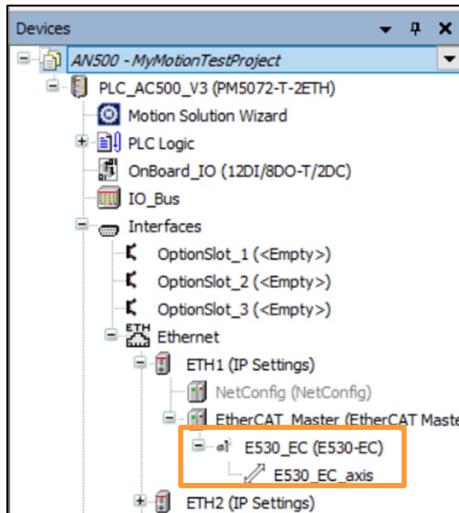 Devices
AN500 - MyMotionTestProject
PLC_AC500_V3 (PM5072-T-2ETH)
Motion Solution Wizard
PLC Logic
OnBoard_IO (12DI/8DO-T/2DC)
IO_Bus
Interfaces
OptionSlot_1 (<Empty>)
OptionSlot_2 (<Empty>)
OptionSlot_3 (<Empty>)
ETH
Ethernet
ETH1 (IP Settings)
NetConfig (NetConfig)
EtherCAT_Master (EtherCAT Maste
E530_EC (E530-EC)
E530_EC_axis
ETH2 (IP Settings)